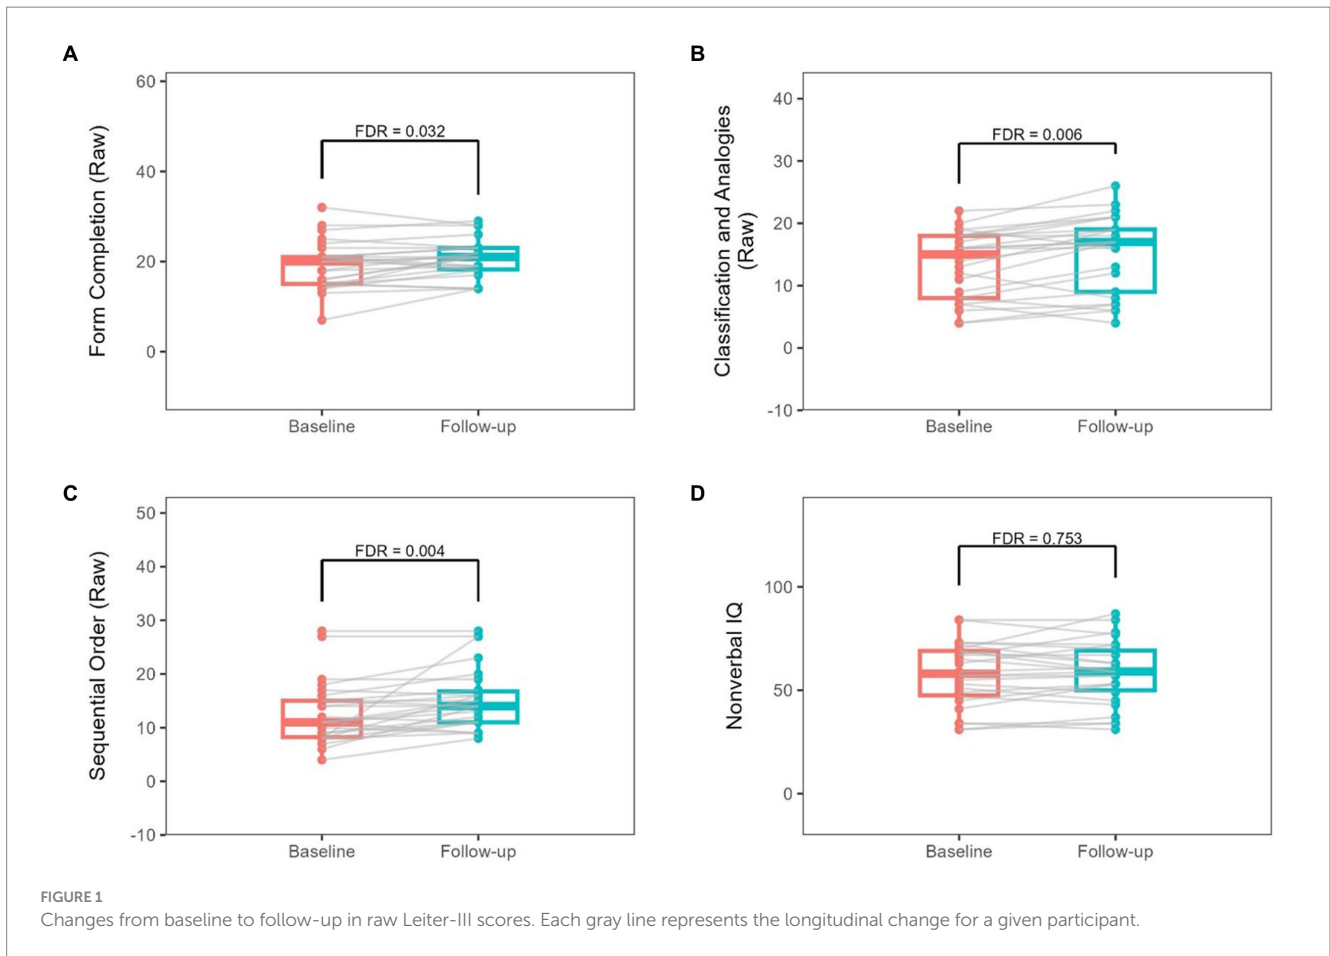 A
Form Completion (Raw)
60
40
20
0
FDR = 0.032
Baseline
Follow-up
B
Classification and Analogies
(Raw)
40
30
20
10
0
-10
FDR = 0.006
Baseline
Follow-up
C
Sequential Order (Raw)
50
40
30
20
10
0
-10
FDR = 0.004
Baseline
Follow-up
D
Nonverbal IQ
100
50
0
FDR = 0.753
Baseline
Follow-up
FIGURE 1
Changes from baseline to follow-up in raw Leiter-III scores. Each gray line represents the longitudinal change for a given participant.